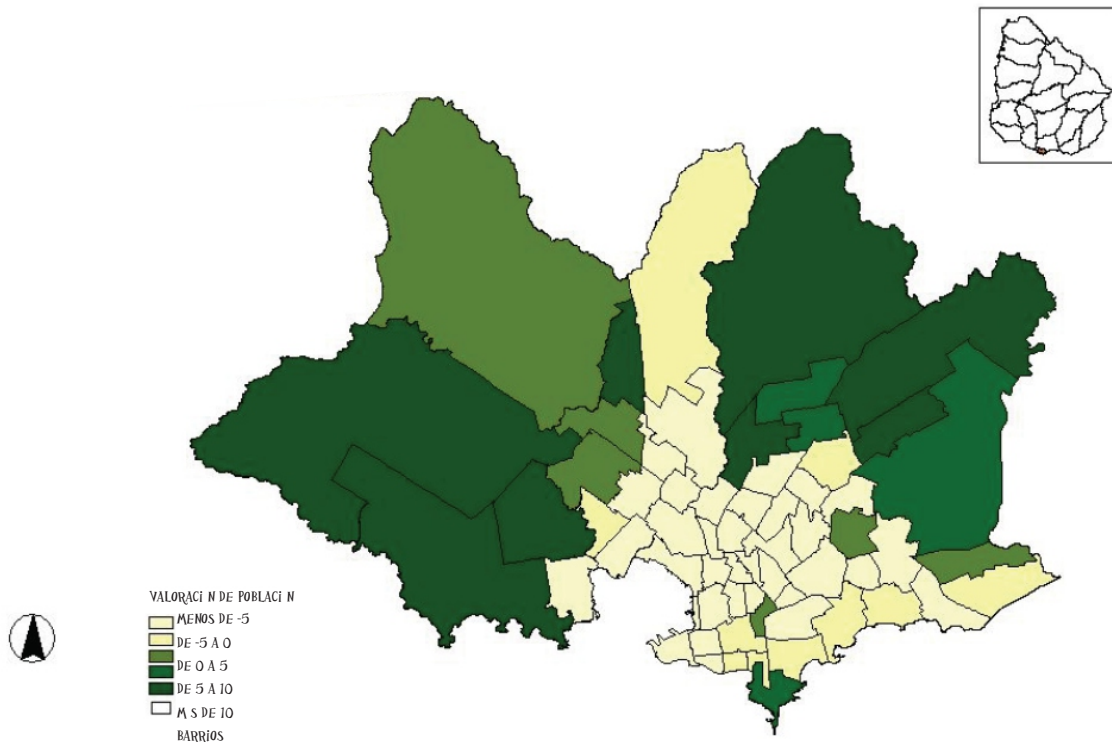 VALORACI N DE POBLACI N
MENOS DE -5
DE -5 A 0
DE 0 A 5
DE 5 A 10
M S DE 10
BARRIOS